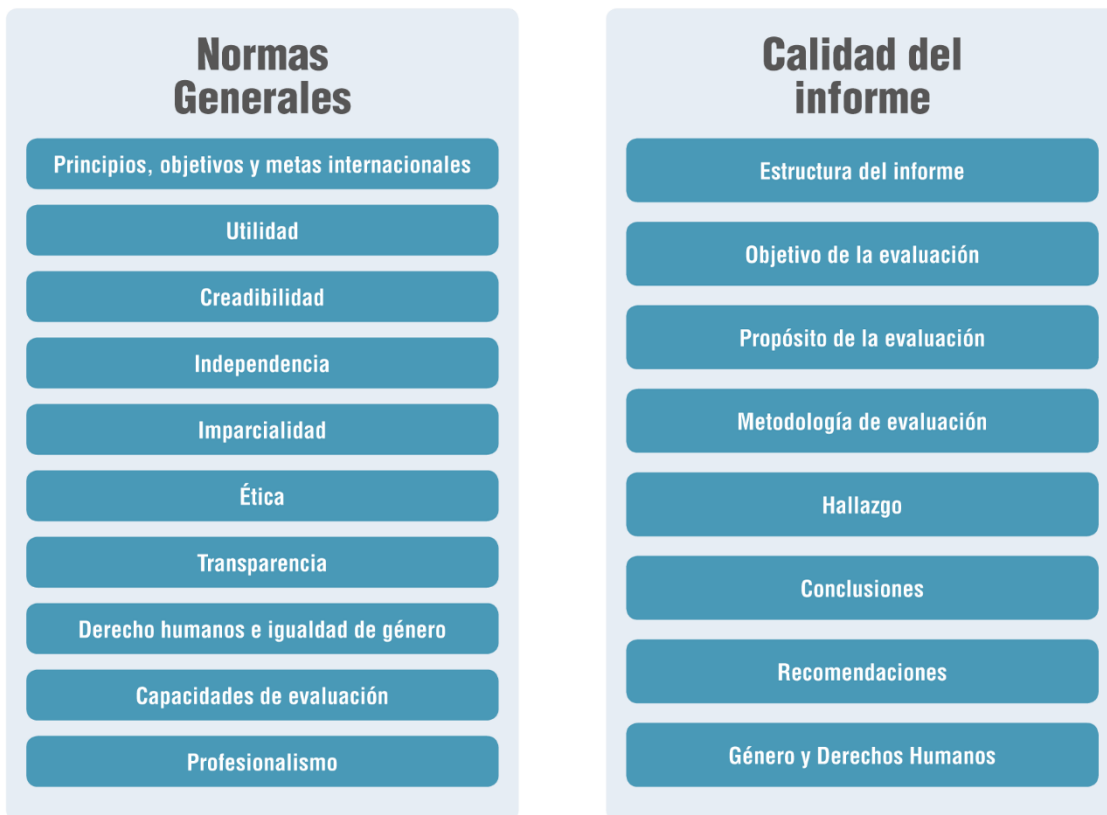 Normas
Generales
Principios, objetivos y metas internacionales
Utilidad
Creadibilidad
Independencia
Imparcialidad
Ética
Transparencia
Derecho humanos e igualdad de género
Capacidades de evaluación
Profesionalismo
Calidad del
informe
Estructura del informe
Objetivo de la evaluación
Propósito de la evaluación
Metodología de evaluación
Hallazgo
Conclusiones
Recomendaciones
Género y Derechos Humanos